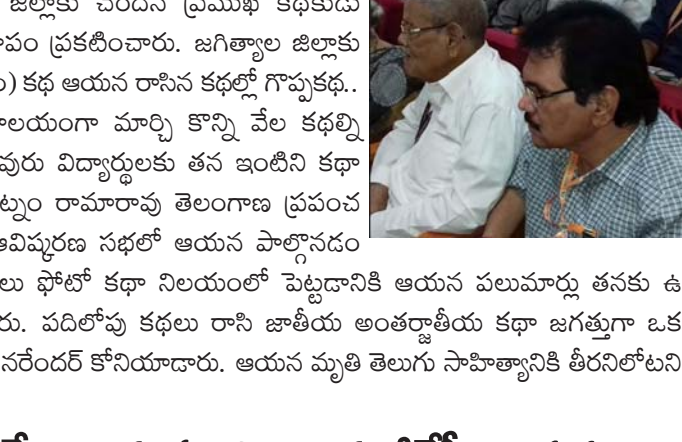 జిల్లాకు చెందిన ప్రముఖ కథకుడు
ప్రకటించారు. జగిత్యాల జిల్లాకు
కథ ఆయన రాసిన కథల్లో గొప్పకథ..
మార్చి కొన్ని వేల కథల్ని
విద్యార్థులకు తన ఇంటిని కథా
రామారావు తెలంగాణ ప్రపంచ
ఆవిష్కరణ సభలో ఆయన పాల్గొనడం
ఫోటో కథా నిలయంలో పెట్టడానికి ఆయన పలుమార్లు తనకు ఉ
పదిలోపు కథలు రాసి జాతీయ అంతర్జాతీయ కథా జగత్తుగా ఒక
నరేందర్ కోనియాడారు. ఆయన మృతి తెలుగు సాహిత్యానికి తీరనిలోటని